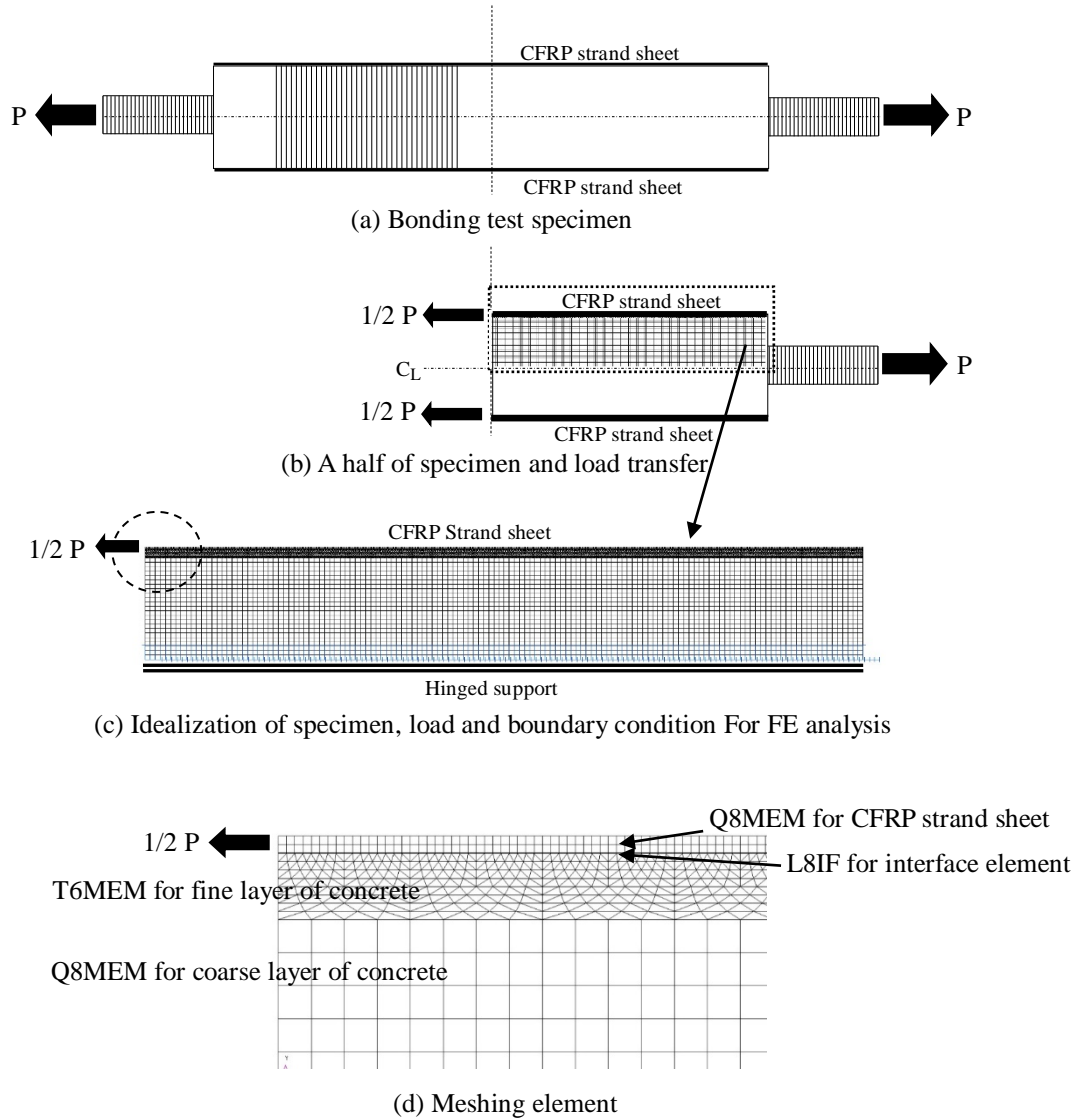 CFRP strand sheet
P
P
CFRP strand sheet
(a) Bonding test specimen
CFRP strand sheet
1/2 P
CL
P
1/2 P
CFRP strand sheet
(b) A half of specimen and load transfer
CFRP Strand sheet
1/2 P
Hinged support
(c) Idealization of specimen, load and boundary condition For FE analysis
Q8MEM for CFRP strand sheet
1/2 P
L8IF for interface element
T6MEM for fine layer of concrete
Q8MEM for coarse layer of concrete
(d) Meshing element